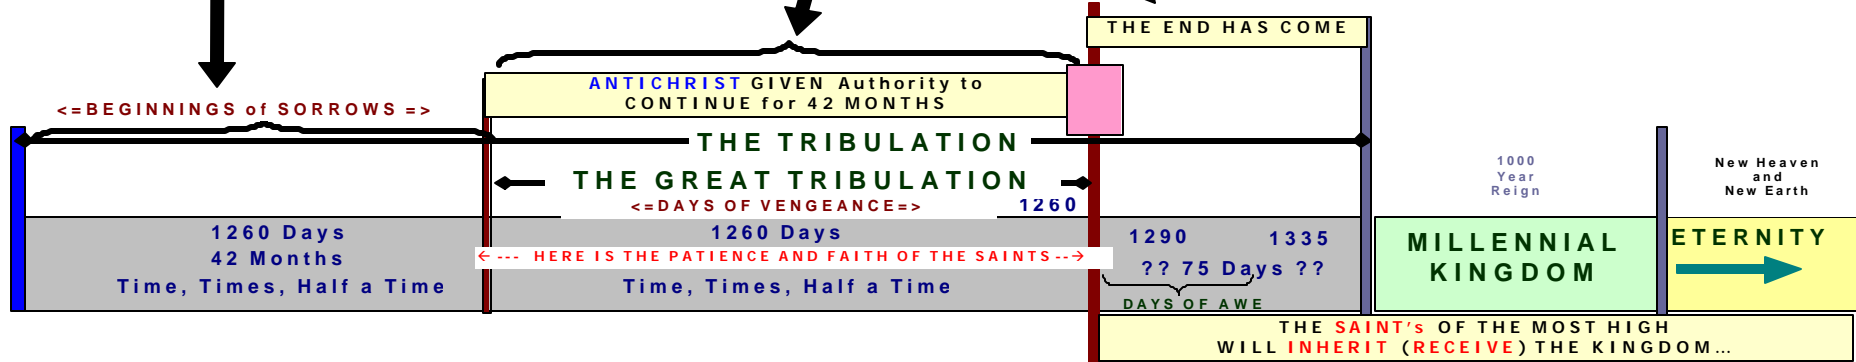 THE END HAS COME
ANTICHRIST GIVEN Authority to
CONTINUE for 42 MONTHS
<=BEGINNINGS of SORROWS =>
THE TRIBULATION
THE GREAT TRIBULATION
<=DAYS OF VENGEANCE=>
1260
1000
Year
Reign
New Heaven
and
New Earth
1260 Days
42 Months
Time, Times, Half a Time
1260 Days
← --- HERE IS THE PATIENCE AND FAITH OF THE SAINTS --→
Time, Times, Half a Time
1290 1335
?? 75 Days ??
DAYS OF AWE
MILLENNIAL
KINGDOM
ETERNITY
THE SAINT's OF THE MOST HIGH
WILL INHERIT (RECEIVE) THE KINGDOM...